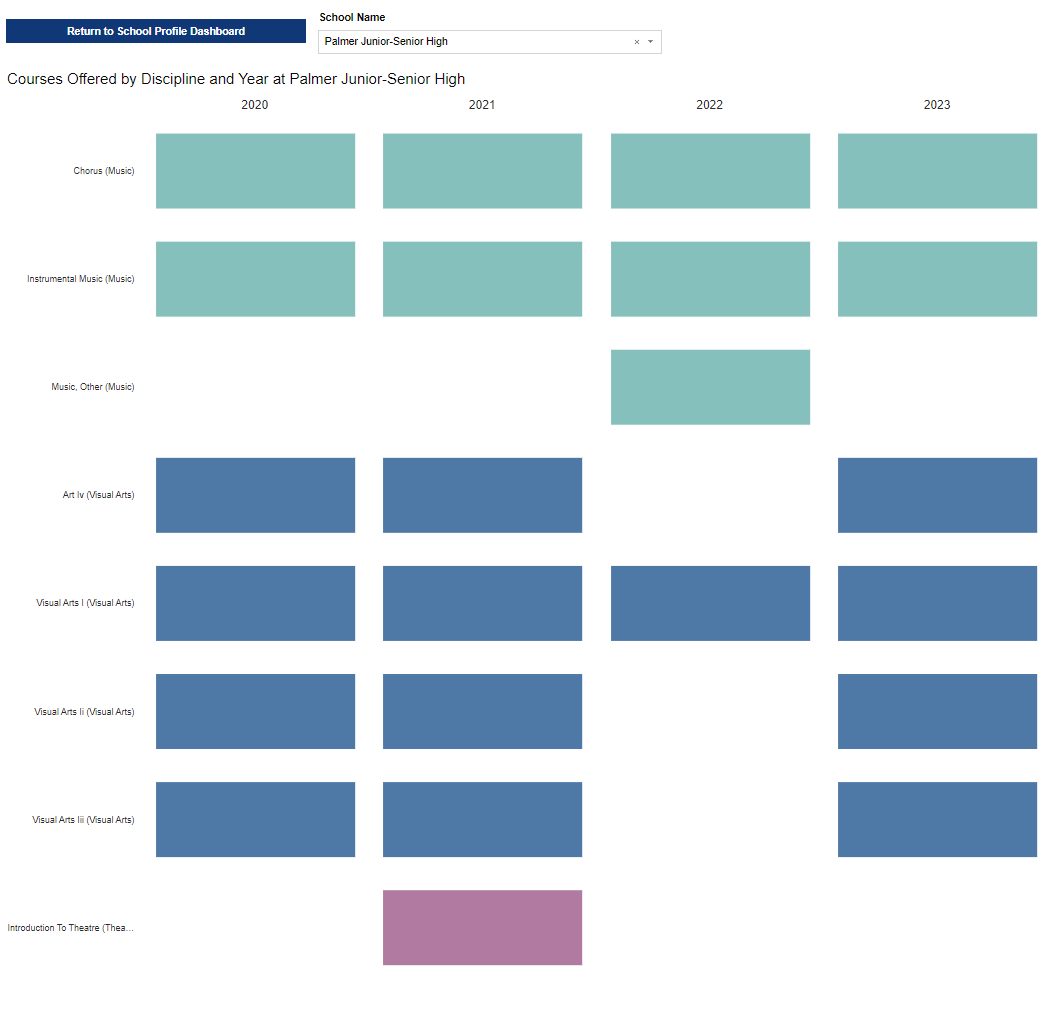 School Name
Return to School Profile Dashboard
Palmer Junior-Senior High
Courses Offered by Discipline and Year at Palmer Junior-Senior High
2020 2021 2022 2023
Chorus (Music)
Instrumental Music (Music)
Music, Other (Music)
Art Iv (Visual Arts)
Visual Arts I (Visual Arts)
Visual Arts Ii (Visual Arts)
Visual Arts Iii (Visual Arts)
Introduction To Theatre (Thea...